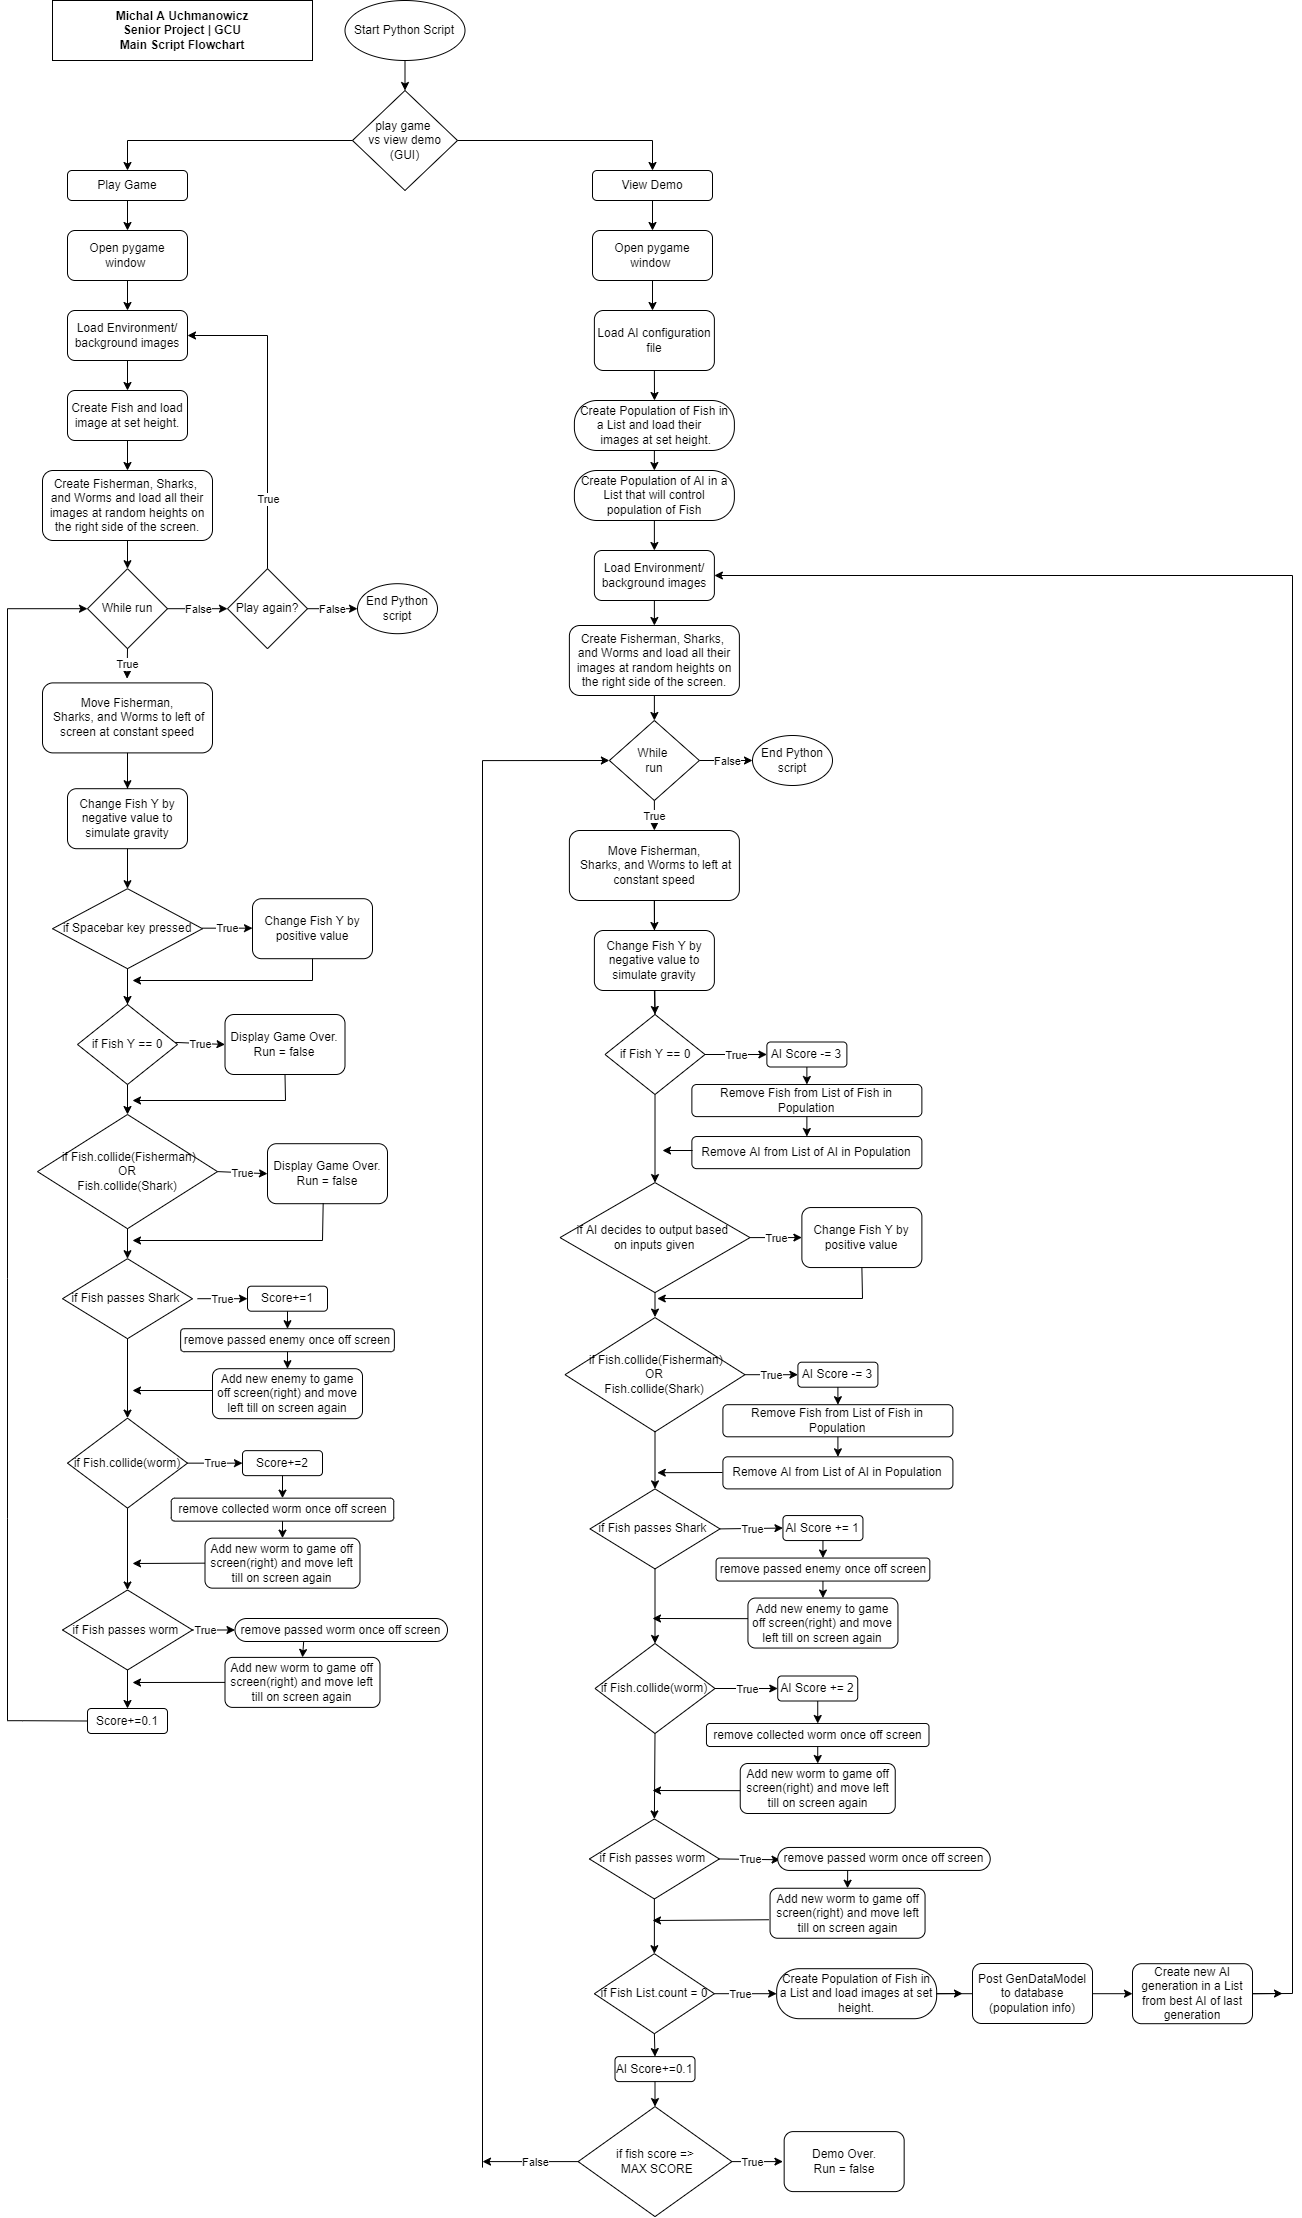 Michal A Uchmanowicz
Senior Project | GCU
Main Script Flowchart
Start Python Script
play game
vs view demo
(GUI)
Play Game
Open pygame
window
Load Environment/
background images
Create Fish and load
image at set height.
Create Fisherman, Sharks,
and Worms and load all their
images at random heights on
the right side of the screen.
True
While run
False
Play again?
False
End Python
script
True
Move Fisherman,
Sharks, and Worms to left of
screen at constant speed
Change Fish Y by
negative value to
simulate gravity
if Spacebar key pressed
True
Change Fish Y by
positive value
if Fish Y == 0
True
Display Game Over.
Run = false
if Fish.collide(Fisherman)
OR
Fish.collide(Shark)
True
Display Game Over.
Run = false
if Fish passes Shark
True
Score+=1
remove passed enemy once off screen
Add new enemy to game
off screen(right) and move
left till on screen again
if Fish.collide(worm)
True
Score+=2
remove collected worm once off screen
Add new worm to game off
screen(right) and move left
till on screen again
if Fish passes worm
True
remove passed worm once off screen
Add new worm to game off
screen(right) and move left
till on screen again
Score+=0.1
View Demo
Open pygame
window
Load AI configuration
file
Create Population of Fish in
a List and load their
images at set height.
Create Population of AI in a
List that will control
population of Fish
Load Environment/
background images
Create Fisherman, Sharks,
and Worms and load all their
images at random heights on
the right side of the screen.
While
run
False
End Python
script
True
Move Fisherman,
Sharks, and Worms to left at
constant speed
Change Fish Y by
negative value to
simulate gravity
if Fish Y == 0
True
AI Score -= 3
Remove Fish from List of Fish in
Population
Remove AI from List of AI in Population
if AI decides to output based
on inputs given
True
Change Fish Y by
positive value
if Fish.collide(Fisherman)
OR
Fish.collide(Shark)
True
AI Score -= 3
Remove Fish from List of Fish in
Population
Remove AI from List of AI in Population
if Fish passes Shark
True
AI Score += 1
remove passed enemy once off screen
Add new enemy to game
off screen(right) and move
left till on screen again
if Fish.collide(worm)
True
AI Score += 2
remove collected worm once off screen
Add new worm to game off
screen(right) and move left
till on screen again
if Fish passes worm
True
remove passed worm once off screen
Add new worm to game off
screen(right) and move left
till on screen again
if Fish List.count = 0
True
Create Population of Fish in
a List and load images at set
height.
Post GenDataModel
to database
(population info)
Create new AI
generation in a List
from best AI of last
generation
AI Score+=0.1
if fish score =>
MAX SCORE
False
True
Demo Over.
Run = false